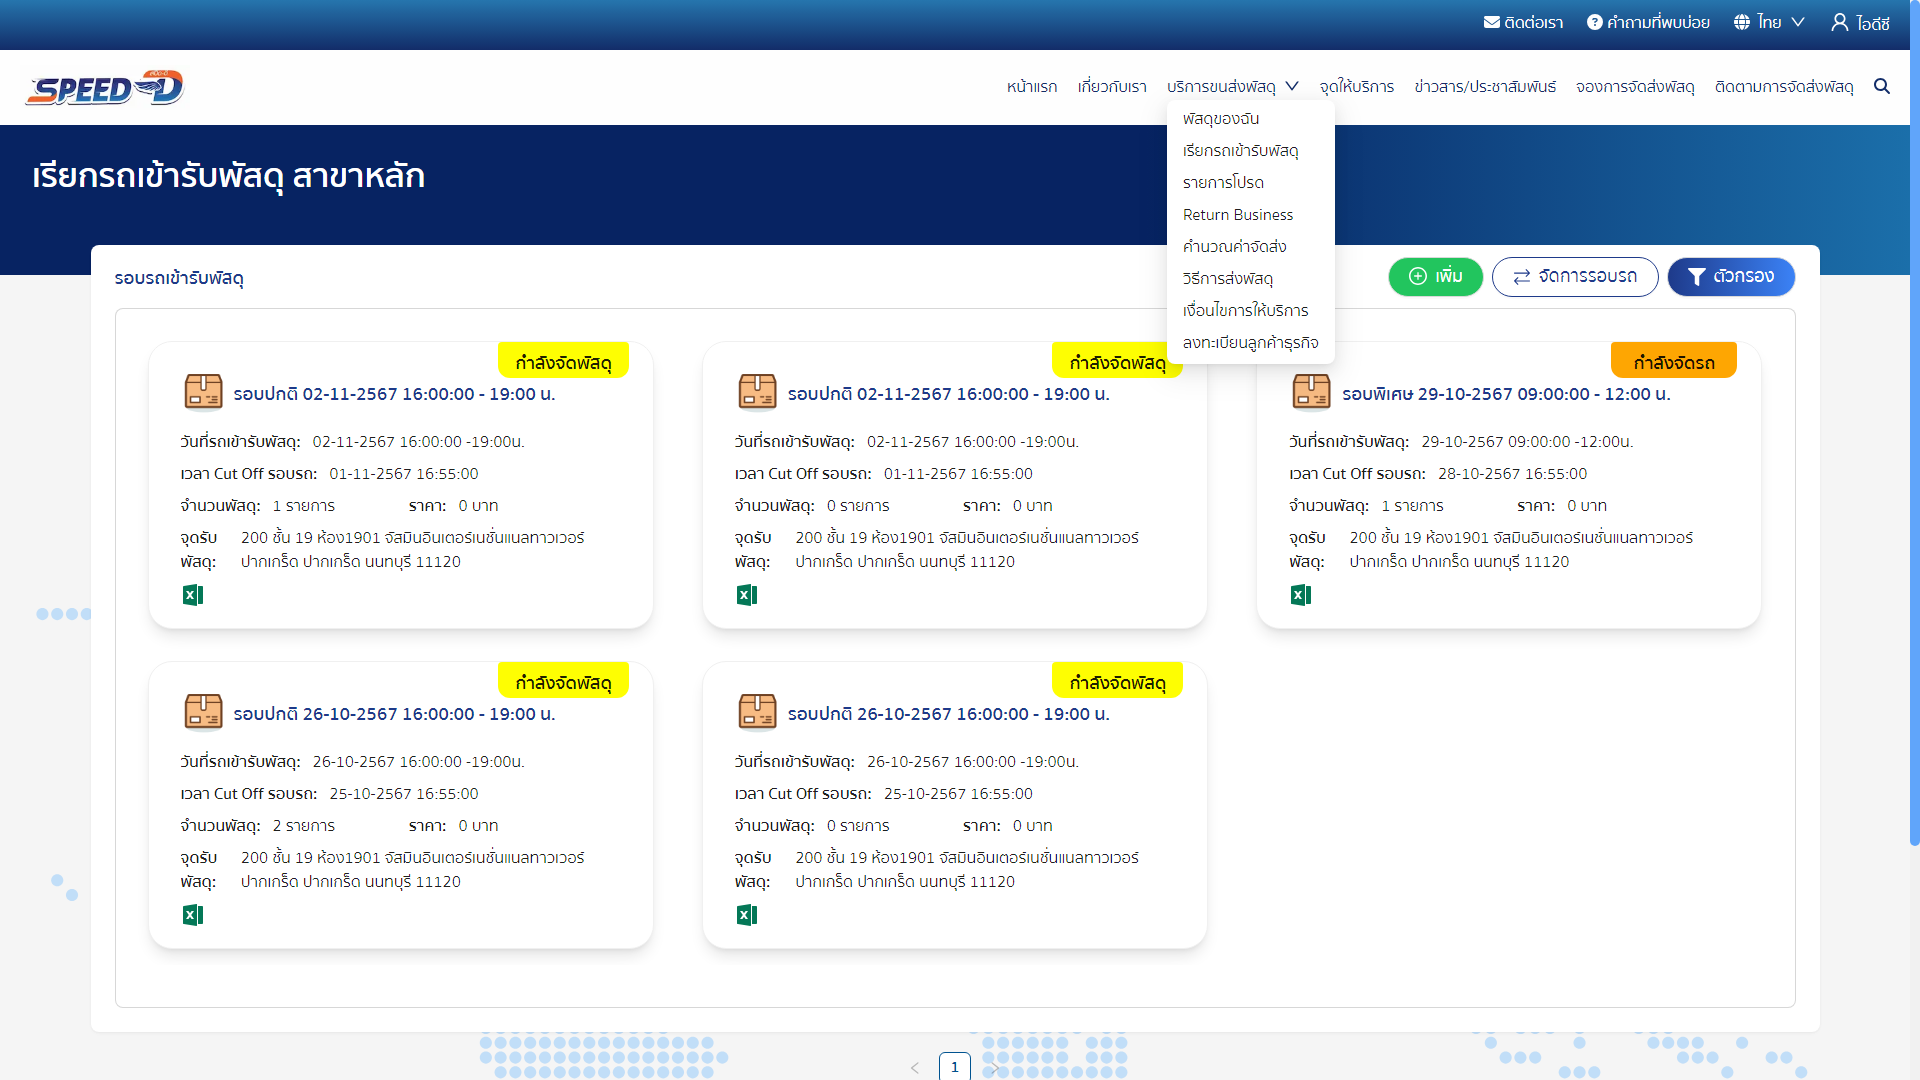 ติดต่อเรา คำถามที่พบบ่อย ไทย ไอดีซี
SPEED-D
หน้าแรก เกี่ยวกับเรา บริการขนส่งพัสดุ จุดให้บริการ ข่าวสาร/ประชาสัมพันธ์ จองการจัดส่งพัสดุ ติดตามการจัดส่งพัสดุ
พัสดุของฉัน
เรียกรถเข้ารับพัสดุ
รายการโปรด
Return Business
คำนวณค่าจัดส่ง
วิธีการส่งพัสดุ
เงื่อนไขการให้บริการ
ลงทะเบียนลูกค้าธุรกิจ
เรียกรถเข้ารับพัสดุ สาขาหลัก
รอบรถเข้ารับพัสดุ
เพิ่ม จัดการรอบรถ ตัวกรอง
กำลังจัดพัสดุ
รอบปกติ 02-11-2567 16:00:00 - 19:00 น.
วันที่รถเข้ารับพัสดุ: 02-11-2567 16:00:00 -19:00น.
เวลา Cut Off รอบรถ: 01-11-2567 16:55:00
จำนวนพัสดุ: 1 รายการ ราคา: 0 บาท
จุดรับพัสดุ: 200 ชั้น 19 ห้อง1901 จัสมินอินเตอร์เนชั่นแนลทาวเวอร์
ปากเกร็ด ปากเกร็ด นนทบุรี 11120
กำลังจัดพัสดุ
รอบปกติ 02-11-2567 16:00:00 - 19:00 น.
วันที่รถเข้ารับพัสดุ: 02-11-2567 16:00:00 -19:00น.
เวลา Cut Off รอบรถ: 01-11-2567 16:55:00
จำนวนพัสดุ: 0 รายการ ราคา: 0 บาท
จุดรับพัสดุ: 200 ชั้น 19 ห้อง1901 จัสมินอินเตอร์เนชั่นแนลทาวเวอร์
ปากเกร็ด ปากเกร็ด นนทบุรี 11120
กำลังจัดรถ
รอบพิเศษ 29-10-2567 09:00:00 - 12:00 น.
วันที่รถเข้ารับพัสดุ: 29-10-2567 09:00:00 -12:00น.
เวลา Cut Off รอบรถ: 28-10-2567 16:55:00
จำนวนพัสดุ: 1 รายการ ราคา: 0 บาท
จุดรับพัสดุ: 200 ชั้น 19 ห้อง1901 จัสมินอินเตอร์เนชั่นแนลทาวเวอร์
ปากเกร็ด ปากเกร็ด นนทบุรี 11120
กำลังจัดพัสดุ
รอบปกติ 26-10-2567 16:00:00 - 19:00 น.
วันที่รถเข้ารับพัสดุ: 26-10-2567 16:00:00 -19:00น.
เวลา Cut Off รอบรถ: 25-10-2567 16:55:00
จำนวนพัสดุ: 2 รายการ ราคา: 0 บาท
จุดรับพัสดุ: 200 ชั้น 19 ห้อง1901 จัสมินอินเตอร์เนชั่นแนลทาวเวอร์
ปากเกร็ด ปากเกร็ด นนทบุรี 11120
กำลังจัดพัสดุ
รอบปกติ 26-10-2567 16:00:00 - 19:00 น.
วันที่รถเข้ารับพัสดุ: 26-10-2567 16:00:00 -19:00น.
เวลา Cut Off รอบรถ: 25-10-2567 16:55:00
จำนวนพัสดุ: 0 รายการ ราคา: 0 บาท
จุดรับพัสดุ: 200 ชั้น 19 ห้อง1901 จัสมินอินเตอร์เนชั่นแนลทาวเวอร์
ปากเกร็ด ปากเกร็ด นนทบุรี 11120
1